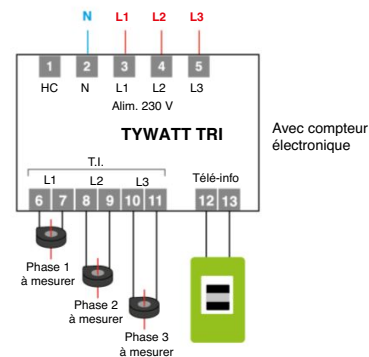 N L1 L2 L3
1 2 3 4 5
HC N L1 L2 L3
Alim. 230 V
TYWATT TRI
Avec compteur
électronique
T.I.
L1 L2 L3
Télé-info
6 7 8 9 10 11 12 13
Phase 1
à mesurer
Phase 2
à mesurer
Phase 3
à mesurer